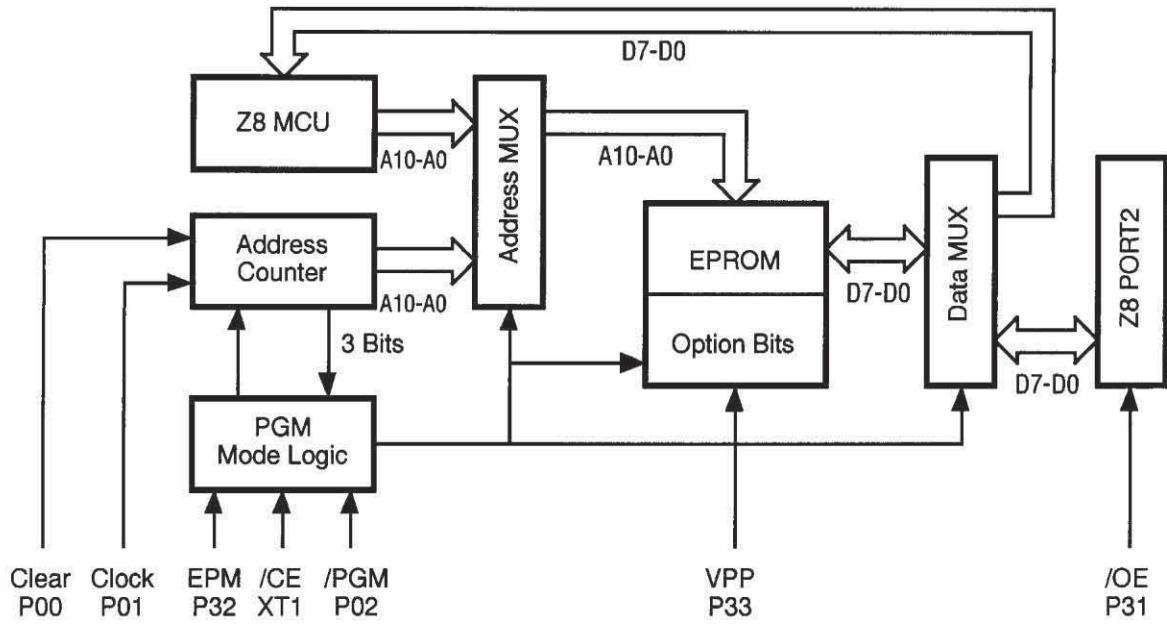 D7-D0
Z8 MCU
A10-A0
Address MUX
A10-A0
Address
Counter
A10-A0
3 Bits
EPROM
Option Bits
D7-D0
Data MUX
D7-D0
Z8 PORT2
PGM
Mode Logic
Clear
P00
Clock
P01
EPM
P32
/CE
XT1
/PGM
P02
VPP
P33
/OE
P31